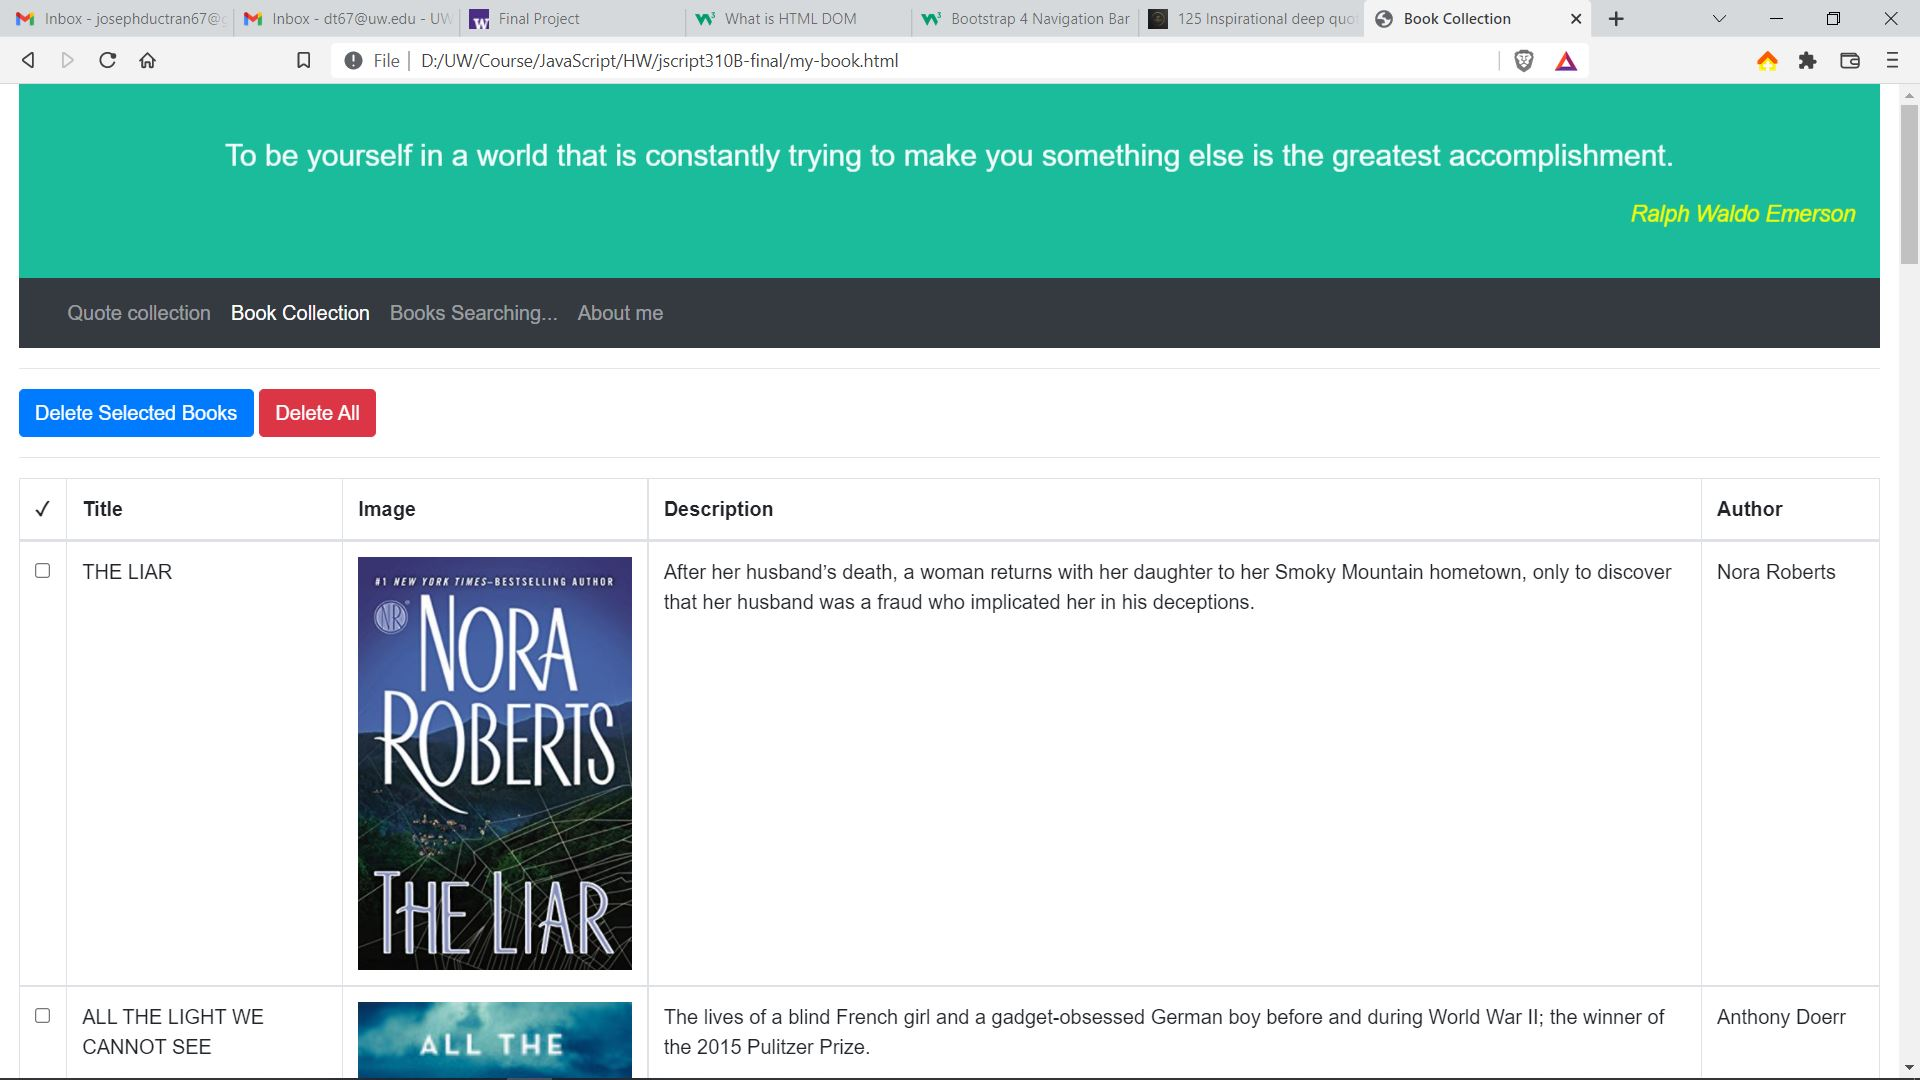 Inbox - josephductran67@g
Inbox - dt67@uw.edu - UW
Final Project
What is HTML DOM
Bootstrap 4 Navigation Bar
125 Inspirational deep quot
Book Collection
File | D:/UW/Course/JavaScript/HW/jscript310B-final/my-book.html
To be yourself in a world that is constantly trying to make you something else is the greatest accomplishment.
Ralph Waldo Emerson
Quote collection Book Collection Books Searching... About me
Delete Selected Books Delete All
✓ Title Image Description Author
THE LIAR
#1 NEW YORK TIMES–BESTSELLING AUTHOR
NR
NORA
ROBERTS
THE LIAR
After her husband’s death, a woman returns with her daughter to her Smoky Mountain hometown, only to discover
that her husband was a fraud who implicated her in his deceptions.
Nora Roberts
ALL THE LIGHT WE
CANNOT SEE
ALL THE
The lives of a blind French girl and a gadget-obsessed German boy before and during World War II; the winner of
the 2015 Pulitzer Prize.
Anthony Doerr